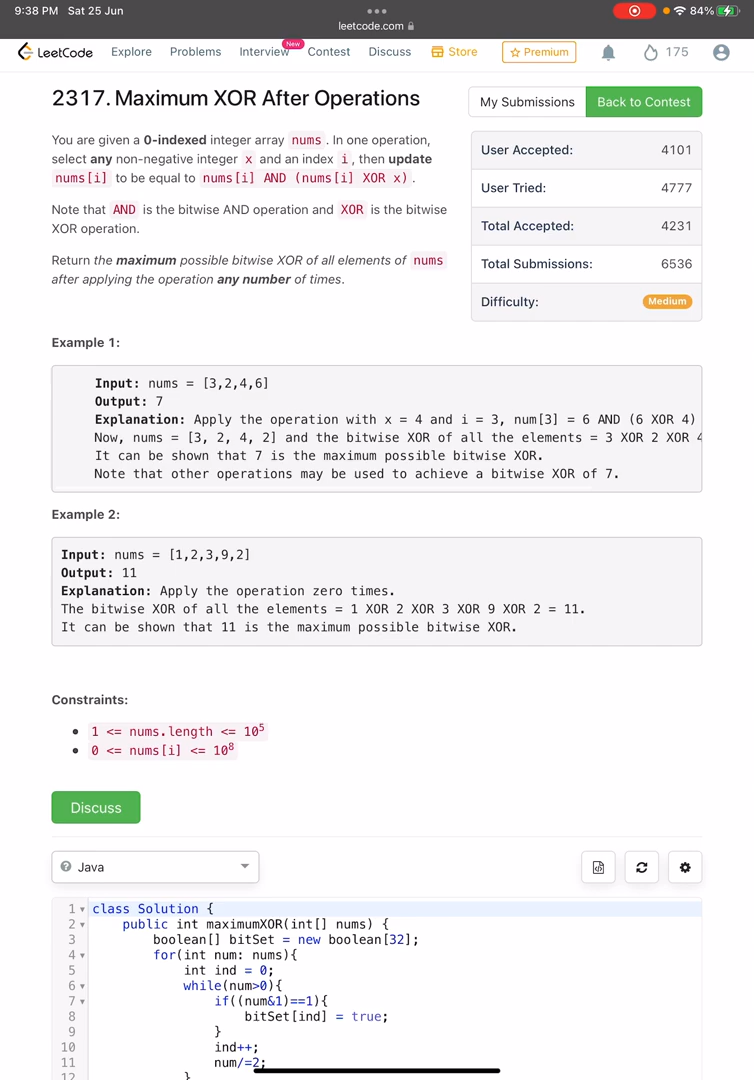 9:38 PM Sat 25 Jun
84%
leetcode.com
LeetCode Explore Problems Interview New Contest Discuss Store Premium 175
2317. Maximum XOR After Operations
My Submissions Back to Contest
You are given a 0-indexed integer array nums . In one operation,
select any non-negative integer x and an index i , then update
nums[i] to be equal to nums[i] AND (nums[i] XOR x) .
Note that AND is the bitwise AND operation and XOR is the bitwise
XOR operation.
Return the maximum possible bitwise XOR of all elements of nums
after applying the operation any number of times.
User Accepted: 4101
User Tried: 4777
Total Accepted: 4231
Total Submissions: 6536
Difficulty: Medium
Example 1:
Input: nums = [3,2,4,6]
Output: 7
Explanation: Apply the operation with x = 4 and i = 3, num[3] = 6 AND (6 XOR 4)
Now, nums = [3, 2, 4, 2] and the bitwise XOR of all the elements = 3 XOR 2 XOR 4
It can be shown that 7 is the maximum possible bitwise XOR.
Note that other operations may be used to achieve a bitwise XOR of 7.
Example 2:
Input: nums = [1,2,3,9,2]
Output: 11
Explanation: Apply the operation zero times.
The bitwise XOR of all the elements = 1 XOR 2 XOR 3 XOR 9 XOR 2 = 11.
It can be shown that 11 is the maximum possible bitwise XOR.
Constraints:
1 <= nums.length <= 10^5
0 <= nums[i] <= 10^8
Discuss
Java
1 class Solution {
2 public int maximumXOR(int[] nums) {
3 boolean[] bitSet = new boolean[32];
4 for(int num: nums){
5 int ind = 0;
6 while(num>0){
7 if((num&1)==1){
8 bitSet[ind] = true;
9 }
10 ind++;
11 num/=2;
12 }